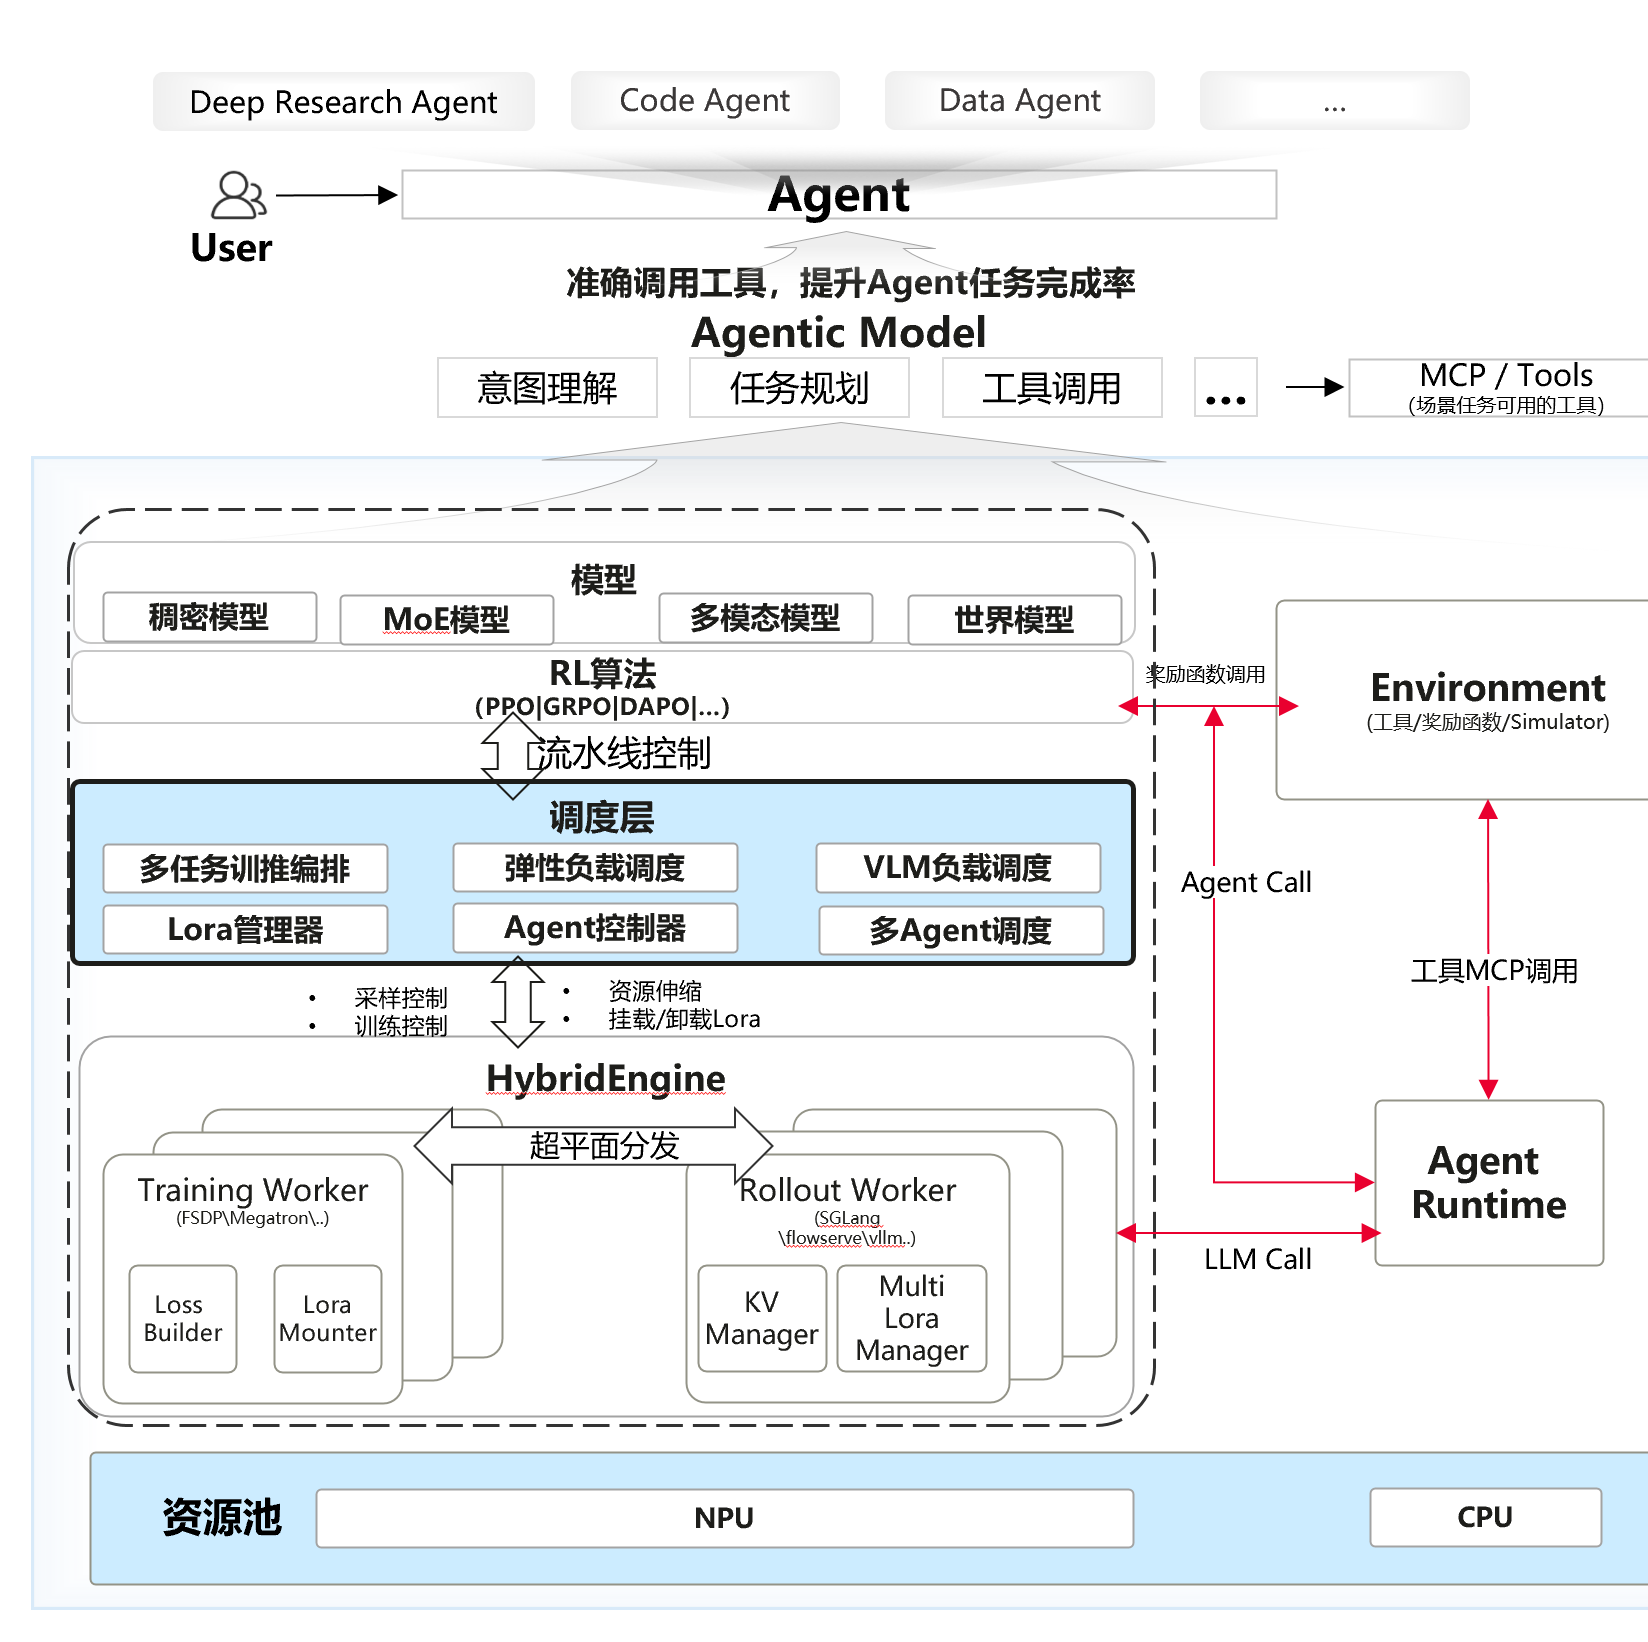 Deep Research Agent
Code Agent
Data Agent
...
Agent
User
准确调用工具，提升Agent任务完成率
Agentic Model
意图理解
任务规划
工具调用
...
MCP / Tools
(场景任务可用的工具)
模型
稠密模型
MoE模型
多模态模型
世界模型
RL算法
(PPO|GRPO|DAPO|...)
奖励函数调用
Environment
(工具/奖励函数/Simulator)
流水线控制
调度层
多任务训推编排
弹性负载调度
VLM负载调度
Lora管理器
Agent控制器
多Agent调度
Agent Call
工具MCP调用
• 采样控制
• 训练控制
• 资源伸缩
• 挂载/卸载Lora
HybridEngine
超平面分发
Training Worker
(FSDP\Megatron\..)
Loss
Builder
Lora
Mounter
Rollout Worker
(SGLang
\flowserve\vllm..)
KV
Manager
Multi
Lora
Manager
Agent
Runtime
LLM Call
资源池
NPU
CPU